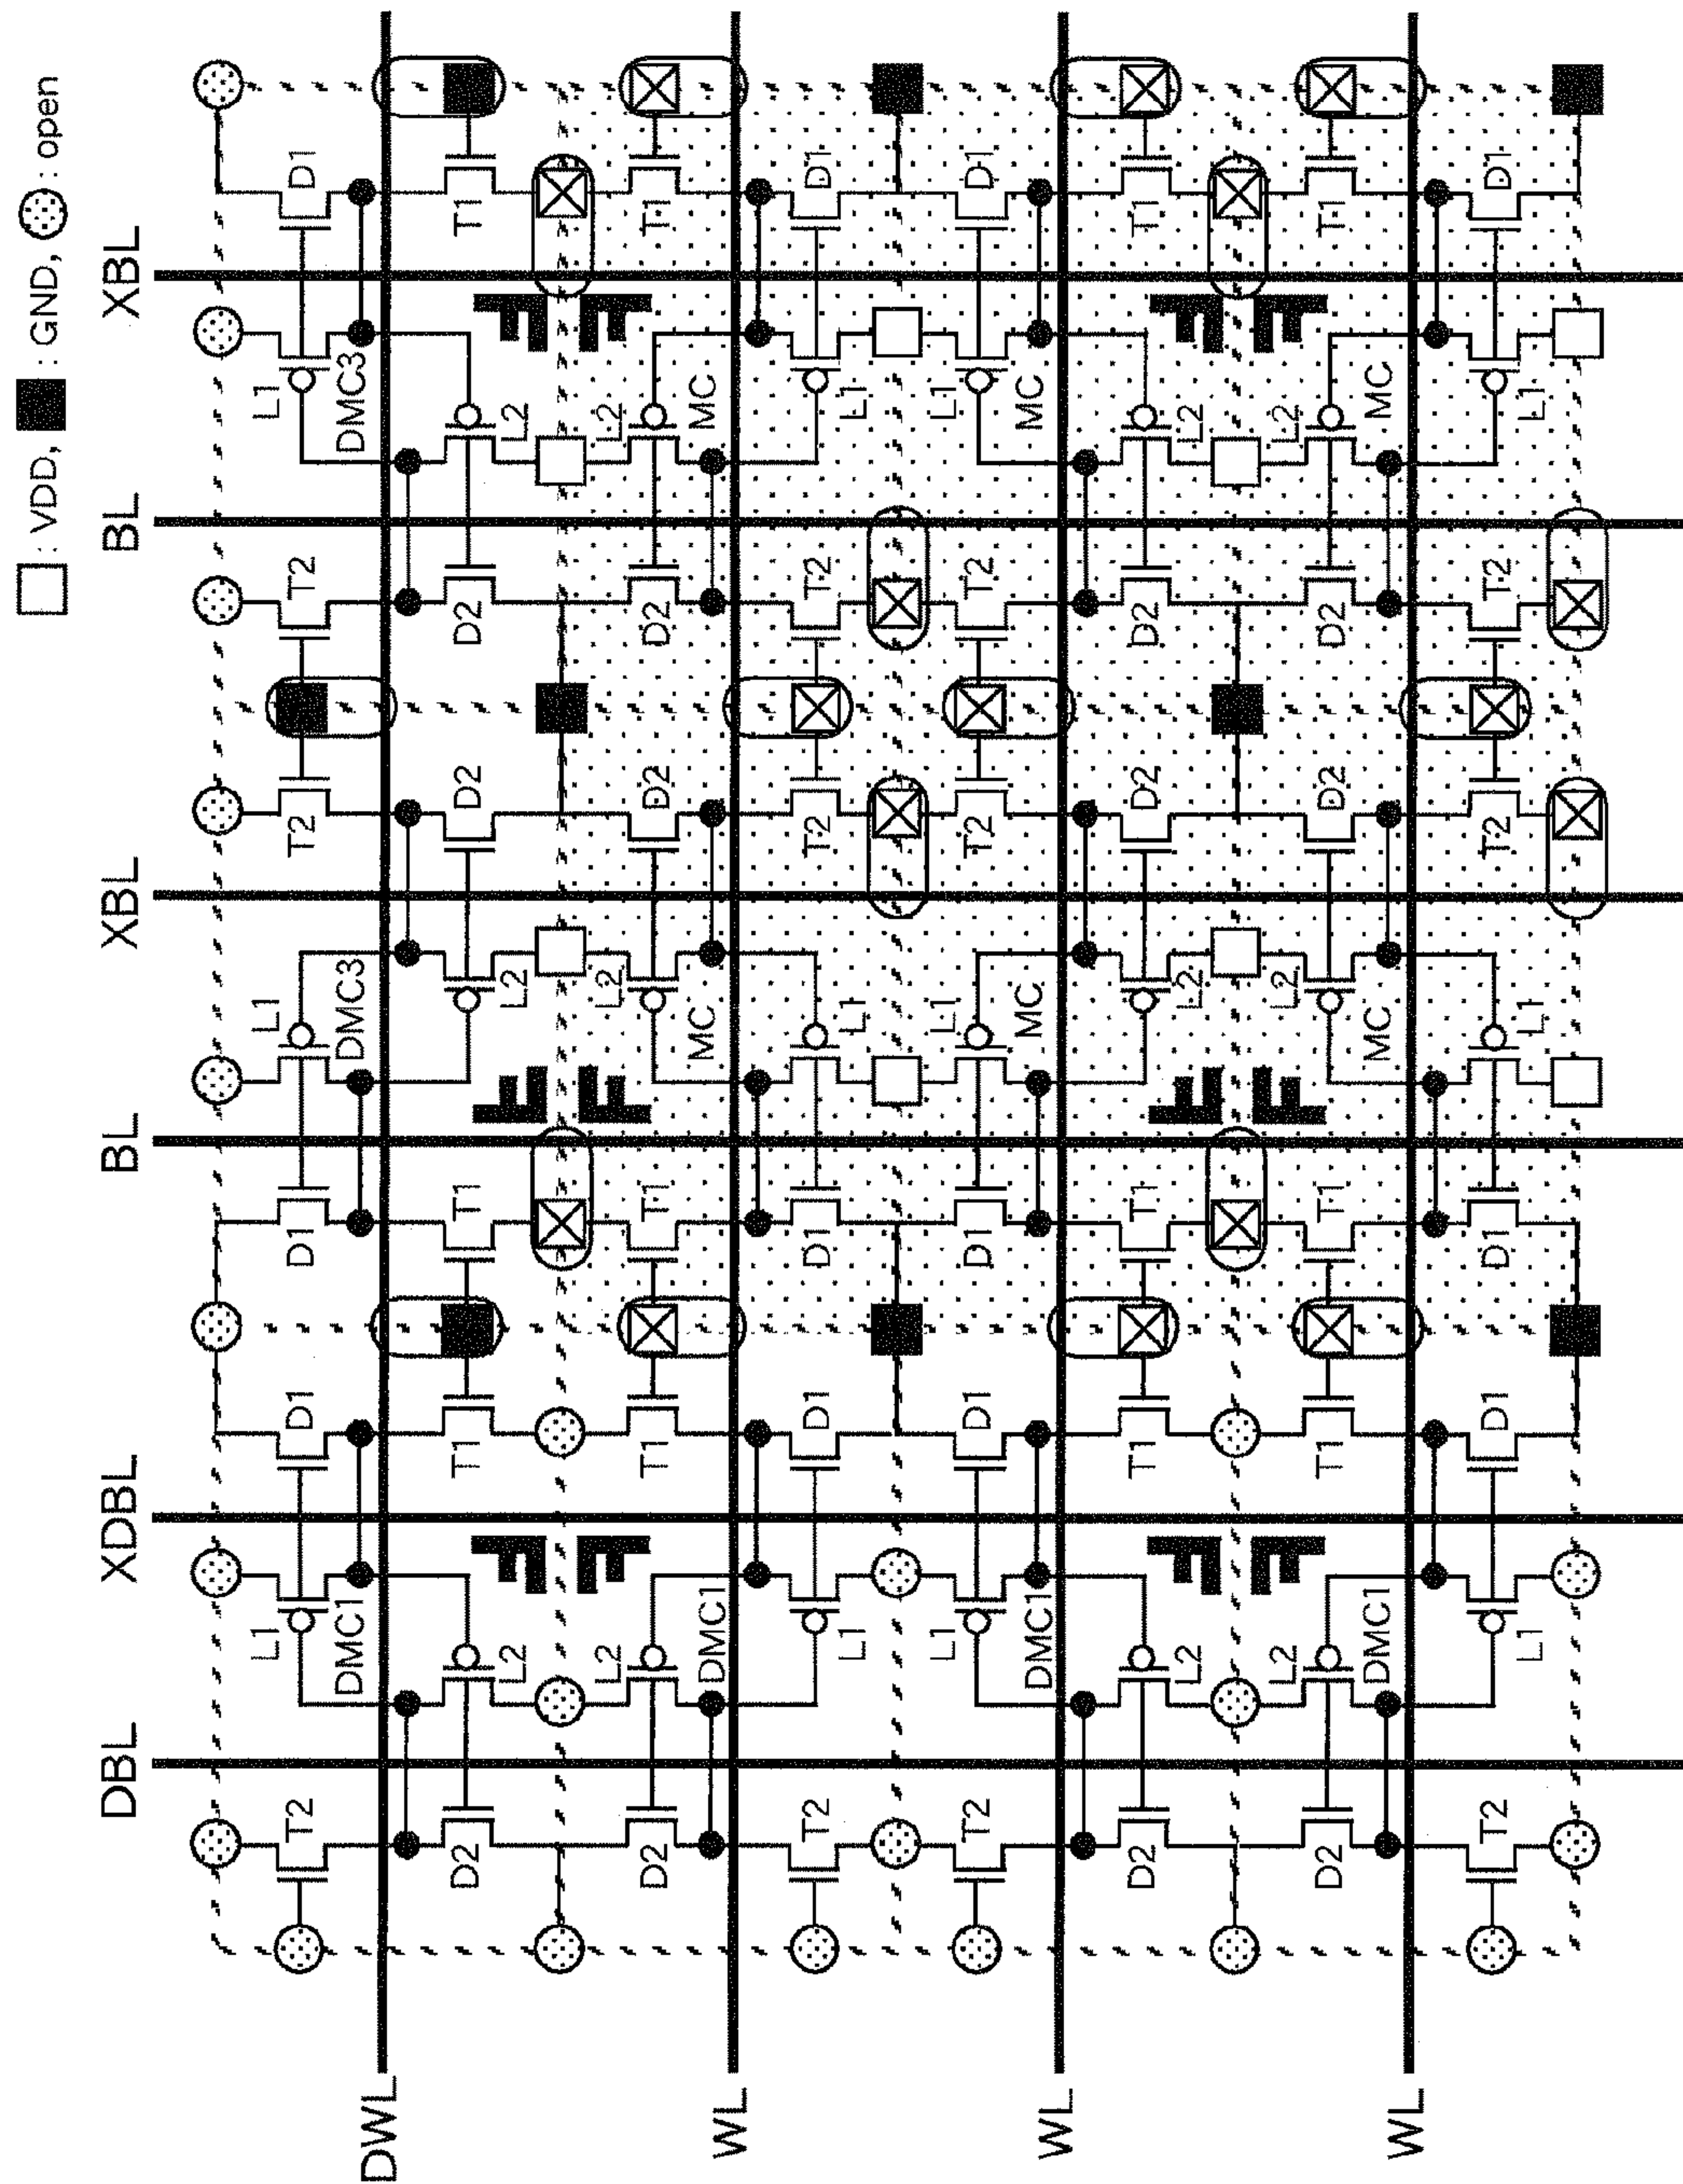 : VDD, : GND, : open
DBL XDBL BL XBL BL XBL
T2 L1 D1 D1 L1 T2 T2 L1 D1
DMC1 DMC3 DMC3
DWL
D2 L2 T1 T1 L2 D2 D2 L2 T1
D2 L2 T1 T1 L2 D2 D2 L2 T1
DMC1 MC MC
WL
T2 L1 D1 D1 L1 T2 T2 L1 D1
T2 L1 D1 D1 L1 T2 T2 L1 D1
DMC1 MC MC
WL
D2 L2 T1 T1 L2 D2 D2 L2 T1
D2 L2 T1 T1 L2 D2 D2 L2 T1
DMC1 MC MC
WL
T2 L1 D1 D1 L1 T2 T2 L1 D1